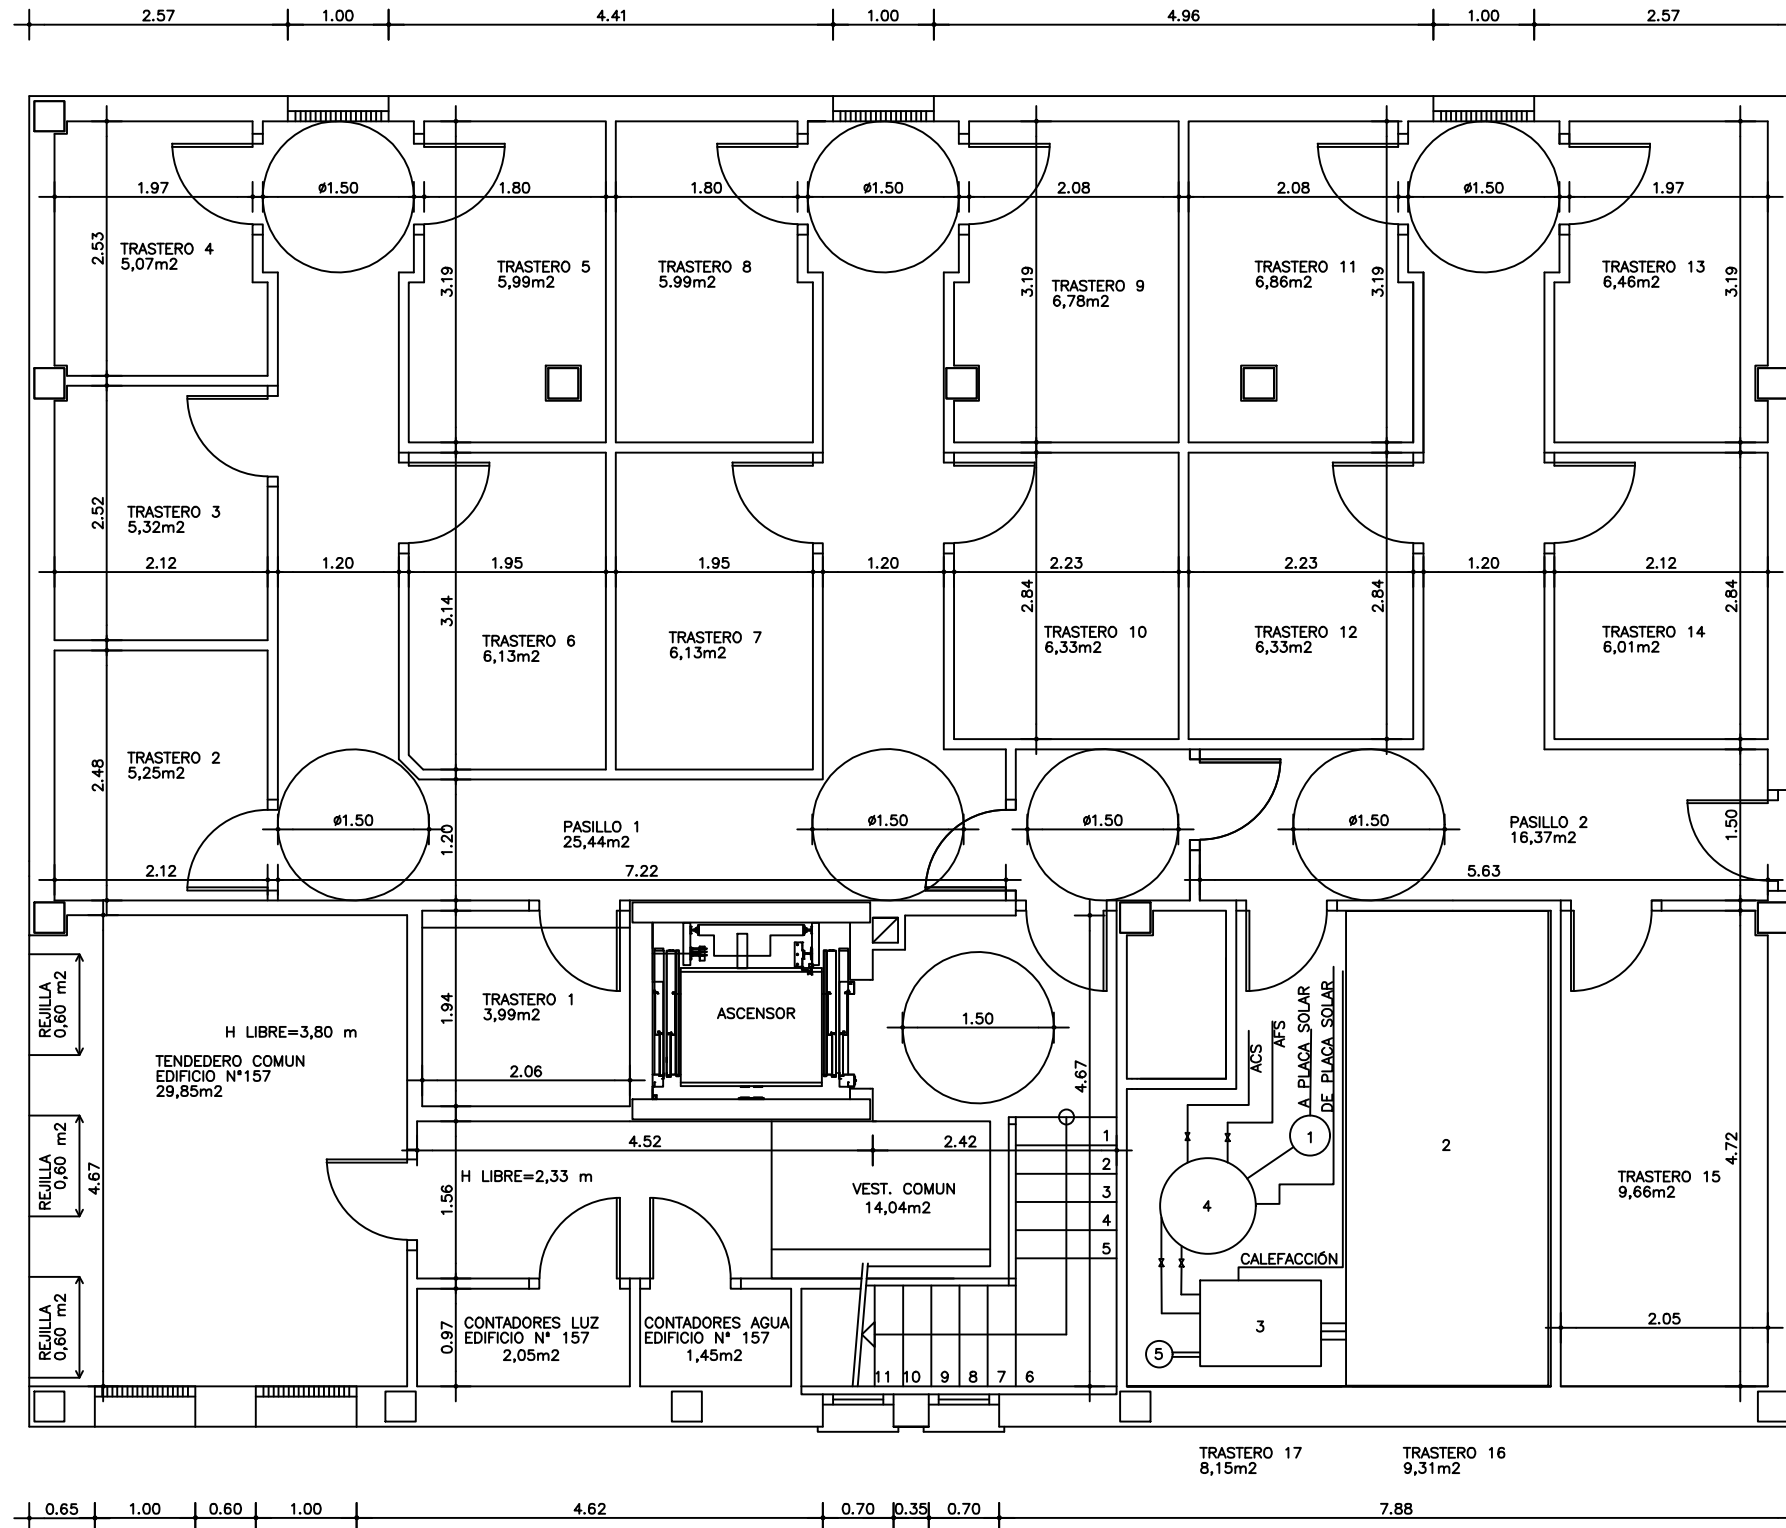 2.57 1.00 4.41 1.00 4.96 1.00 2.57
1.97 ø1.50 1.80 1.80 ø1.50 2.08 2.08 ø1.50 1.97
2.53
TRASTERO 4
5,07m2
3.19
TRASTERO 5
5,99m2
TRASTERO 8
5.99m2
3.19
TRASTERO 9
6,78m2
TRASTERO 11
6,86m2
3.19
TRASTERO 13
6,46m2
3.19
2.52
TRASTERO 3
5,32m2
2.12 1.20 1.95 1.95 1.20 2.23 2.23 1.20 2.12
3.14
2.84
2.84
2.84
TRASTERO 6
6,13m2
TRASTERO 7
6,13m2
TRASTERO 10
6,33m2
TRASTERO 12
6,33m2
TRASTERO 14
6,01m2
2.48
TRASTERO 2
5,25m2
ø1.50
1.20
PASILLO 1
25,44m2
ø1.50
ø1.50
ø1.50
PASILLO 2
16,37m2
1.50
2.12 7.22 5.63
REJILLA
0,60 m2
H LIBRE=3,80 m
TENDEDERO COMUN
EDIFICIO Nº157
29,85m2
1.94
TRASTERO 1
3,99m2
2.06
ASCENSOR
1.50
4.67
ACS
AFS
A PLACA SOLAR
DE PLACA SOLAR
REJILLA
0,60 m2
4.67
4.52 2.42
H LIBRE=2,33 m
1.56
VEST. COMUN
14,04m2
1
2
3
4
5
1
2
4
TRASTERO 15
9,66m2
4.72
CALEFACCIÓN
REJILLA
0,60 m2
0.97
CONTADORES LUZ
EDIFICIO Nº 157
2,05m2
CONTADORES AGUA
EDIFICIO Nº 157
1,45m2
11 10 9 8 7 6
5
3
2.05
TRASTERO 17
8,15m2
TRASTERO 16
9,31m2
0.65 1.00 0.60 1.00 4.62 0.70 0.35 0.70 7.88